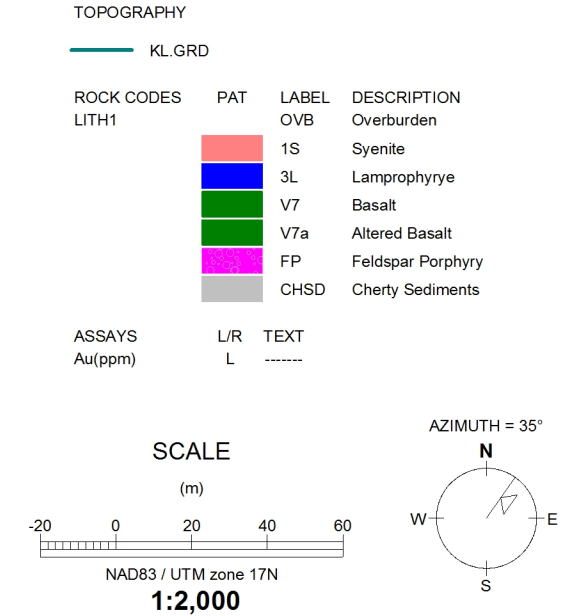 TOPOGRAPHY
KL.GRD
ROCK CODES PAT LABEL DESCRIPTION
LITH1 OVB Overburden
1S Syenite
3L Lamprophyrye
V7 Basalt
V7a Altered Basalt
FP Feldspar Porphyry
CHSD Cherty Sediments
ASSAYS L/R TEXT
Au(ppm) L -------
SCALE
(m)
-20 0 20 40 60
NAD83 / UTM zone 17N
1:2,000
AZIMUTH = 35°
N
W E
S